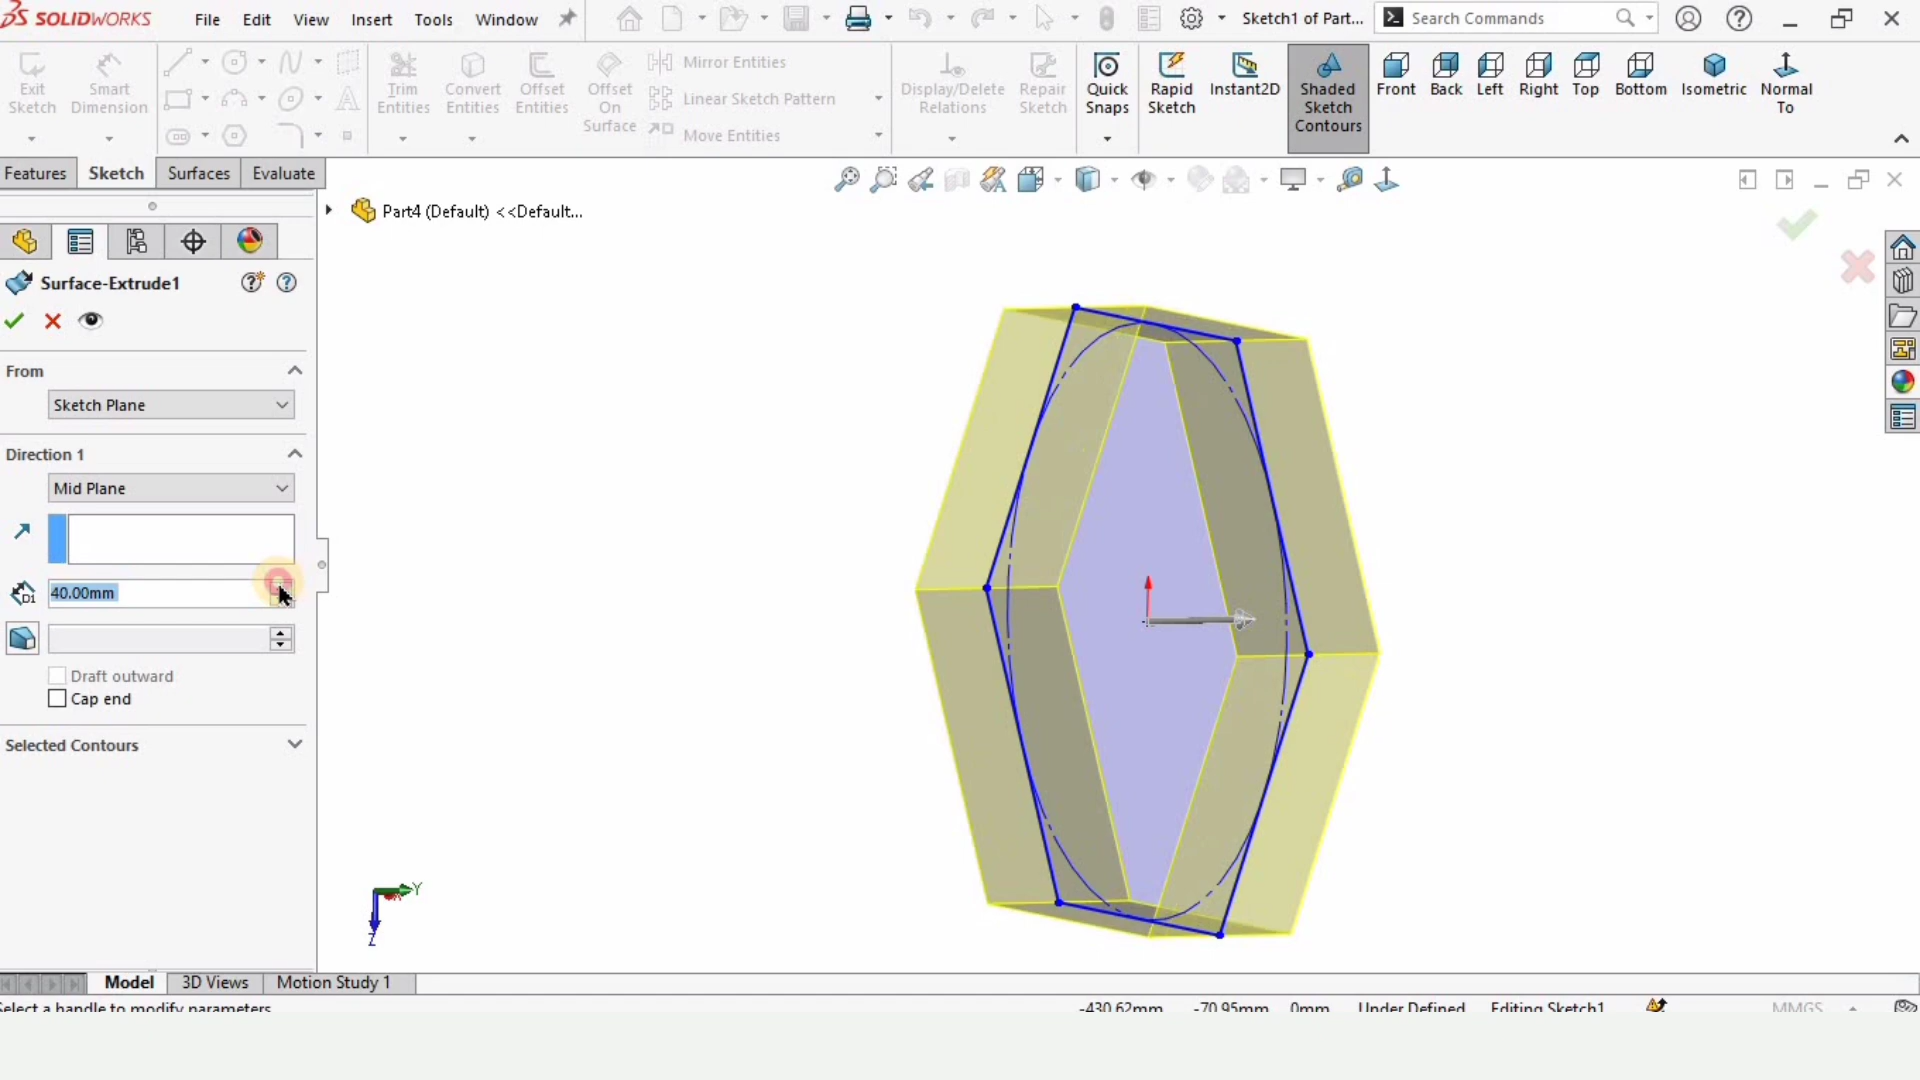 SOLIDWORKS File Edit View Insert Tools Window Sketch1 of Part... Search Commands
Exit Sketch
Smart Dimension
Trim Entities
Convert Entities
Offset Entities
Offset On Surface
Mirror Entities
Linear Sketch Pattern
Move Entities
Display/Delete Relations
Repair Sketch
Quick Snaps
Rapid Sketch
Instant2D
Shaded Sketch Contours
Front Back Left Right Top Bottom Isometric Normal To
Features Sketch Surfaces Evaluate
Part4 (Default) <<Default...
Surface-Extrude1
From
Sketch Plane
Direction 1
Mid Plane
D1 40.00mm
Draft outward
Cap end
Selected Contours
Y
Z
Model 3D Views Motion Study 1
Select a handle to modify parameters -430.62mm -70.95mm 0mm Under Defined Editing Sketch1 MMGS